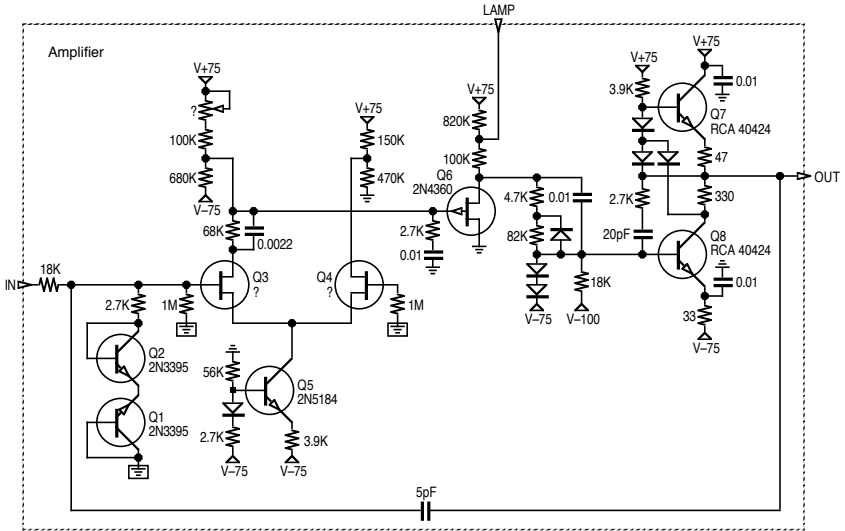 LAMP
Amplifier
V+75
?
100K
680K
V–75
68K
0.0022
V+75
150K
470K
V+75
820K
100K
Q6
2N4360
2.7K
0.01
4.7K
0.01
82K
V–75
18K
V–100
V+75
3.9K
V+75
0.01
Q7
RCA 40424
47
OUT
2.7K
330
20pF
Q8
RCA 40424
0.01
33
V–75
IN
18K
2.7K
1M
Q3
?
Q4
?
1M
Q2
2N3395
Q1
2N3395
56K
Q5
2N5184
2.7K
V–75
3.9K
V–75
5pF